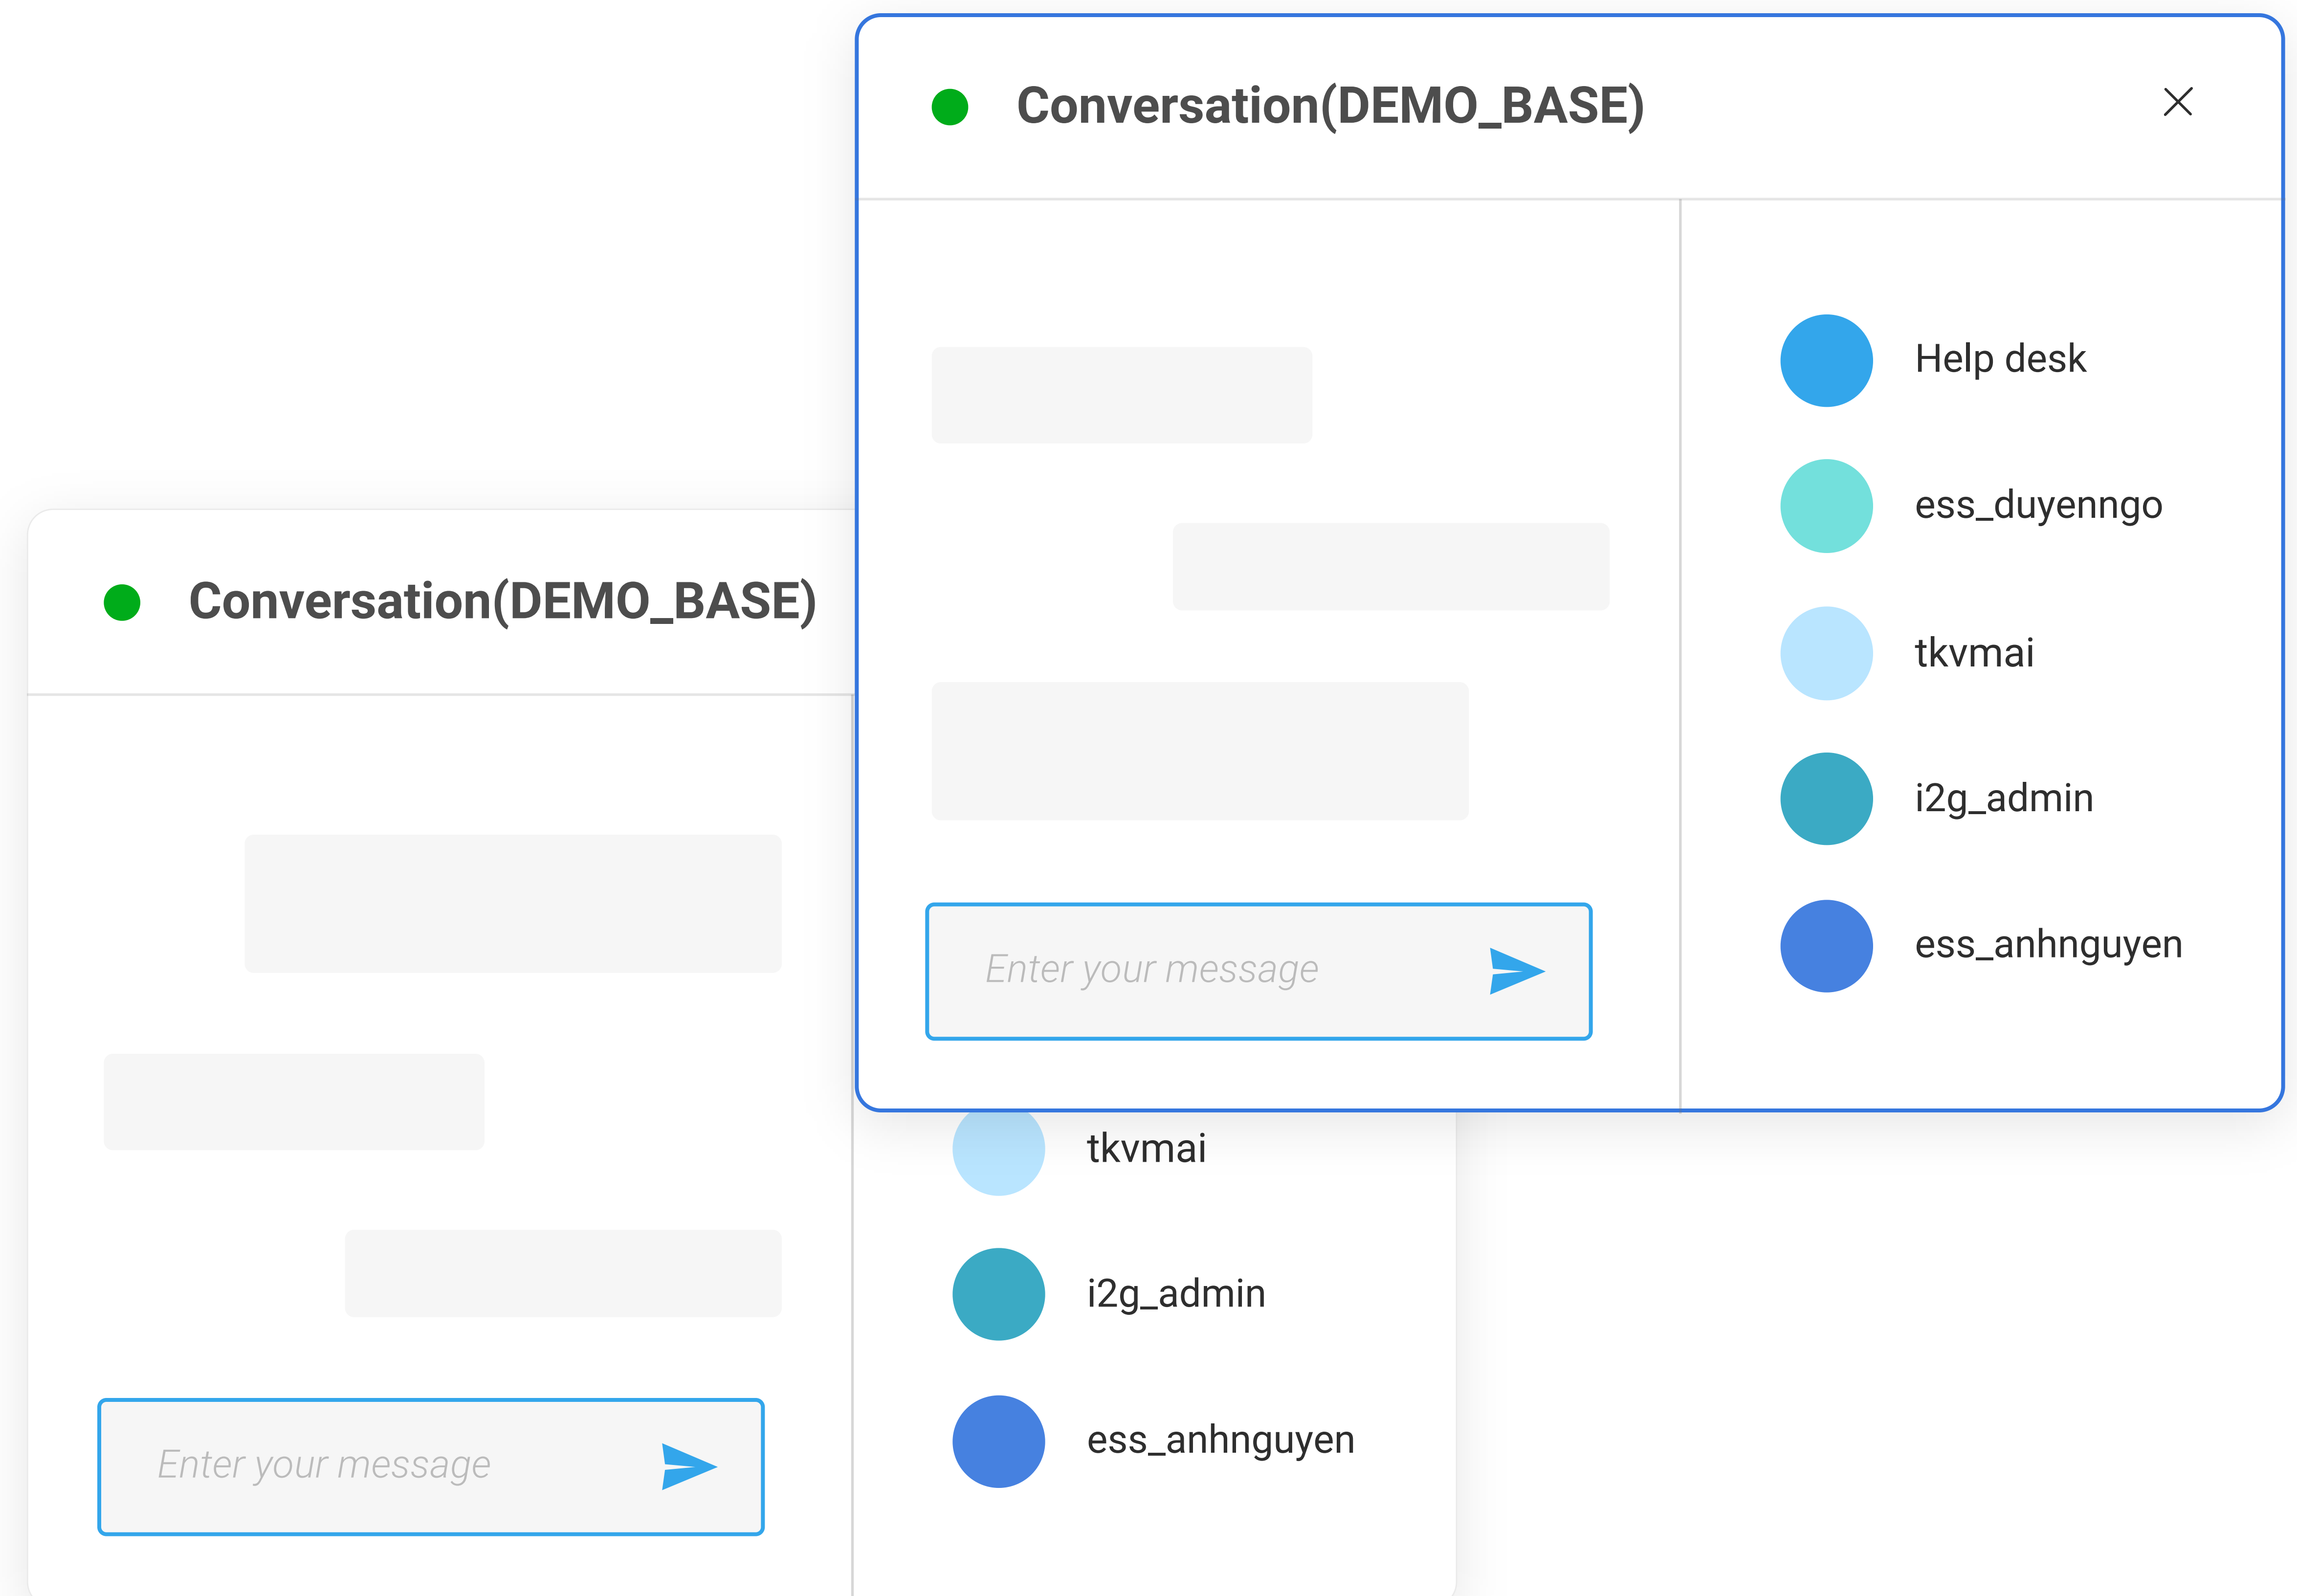 Conversation(DEMO_BASE)
Help desk
ess_duyenngo
tkvmai
i2g_admin
ess_anhnguyen
Enter your message
Conversation(DEMO_BASE)
tkvmai
i2g_admin
ess_anhnguyen
Enter your message